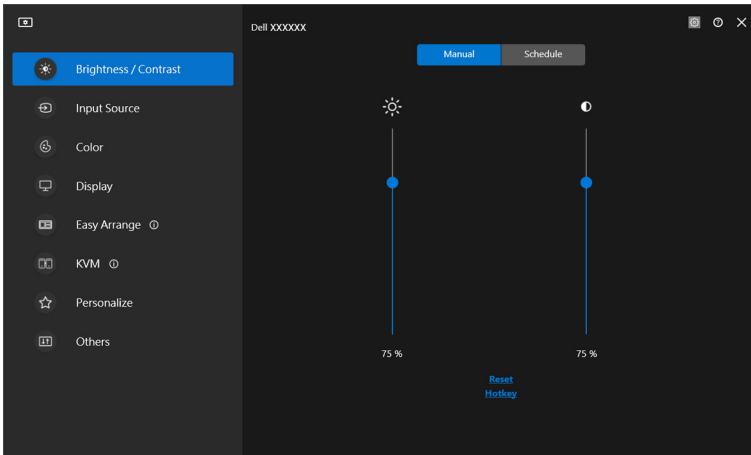 Dell XXXXXX
Manual
Schedule
Brightness / Contrast
Input Source
Color
Display
Easy Arrange
KVM
Personalize
Others
75 %
75 %
Reset
Hotkey